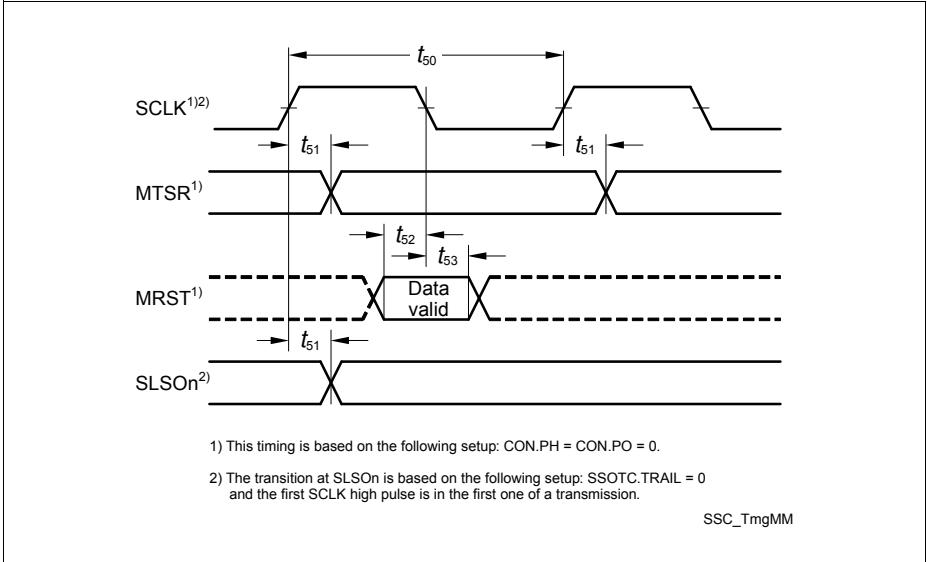 t50
SCLK1)2)
t51
t51
MTSR1)
t52
t53
MRST1)
Data
valid
t51
SLSOn2)
1) This timing is based on the following setup: CON.PH = CON.PO = 0.
2) The transition at SLSOn is based on the following setup: SSOTC.TRAIL = 0
and the first SCLK high pulse is in the first one of a transmission.
SSC_TmgMM